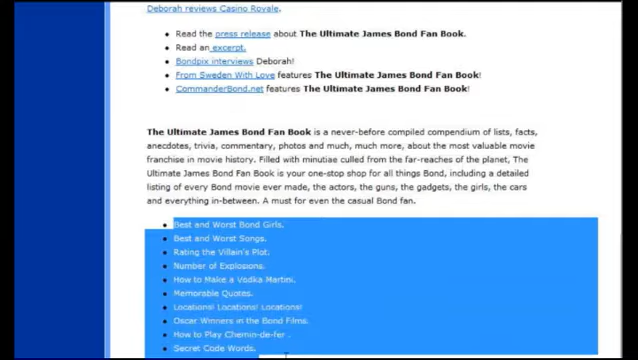 Deborah reviews Casino Royale.
Read the press release about The Ultimate James Bond Fan Book.
Read an excerpt.
Bondpix interviews Deborah!
From Sweden With Love features The Ultimate James Bond Fan Book!
CommanderBond.net features The Ultimate James Bond Fan Book!
The Ultimate James Bond Fan Book is a never-before compiled compendium of lists, facts,
anecdotes, trivia, commentary, photos and much, much more, about the most valuable movie
franchise in movie history. Filled with minutiae culled from the far-reaches of the planet, The
Ultimate James Bond Fan Book is your one-stop shop for all things Bond, including a detailed
listing of every Bond movie ever made, the actors, the guns, the gadgets, the girls, the cars
and everything in-between. A must for even the casual Bond fan.
Best and Worst Bond Girls.
Best and Worst Songs.
Rating the Villain's Plot.
Number of Explosions.
How to Make a Vodka Martini.
Memorable Quotes.
Locations! Locations! Locations!
Oscar Winners in the Bond Films.
How to Play Chemin-de-fer .
Secret Code Words.